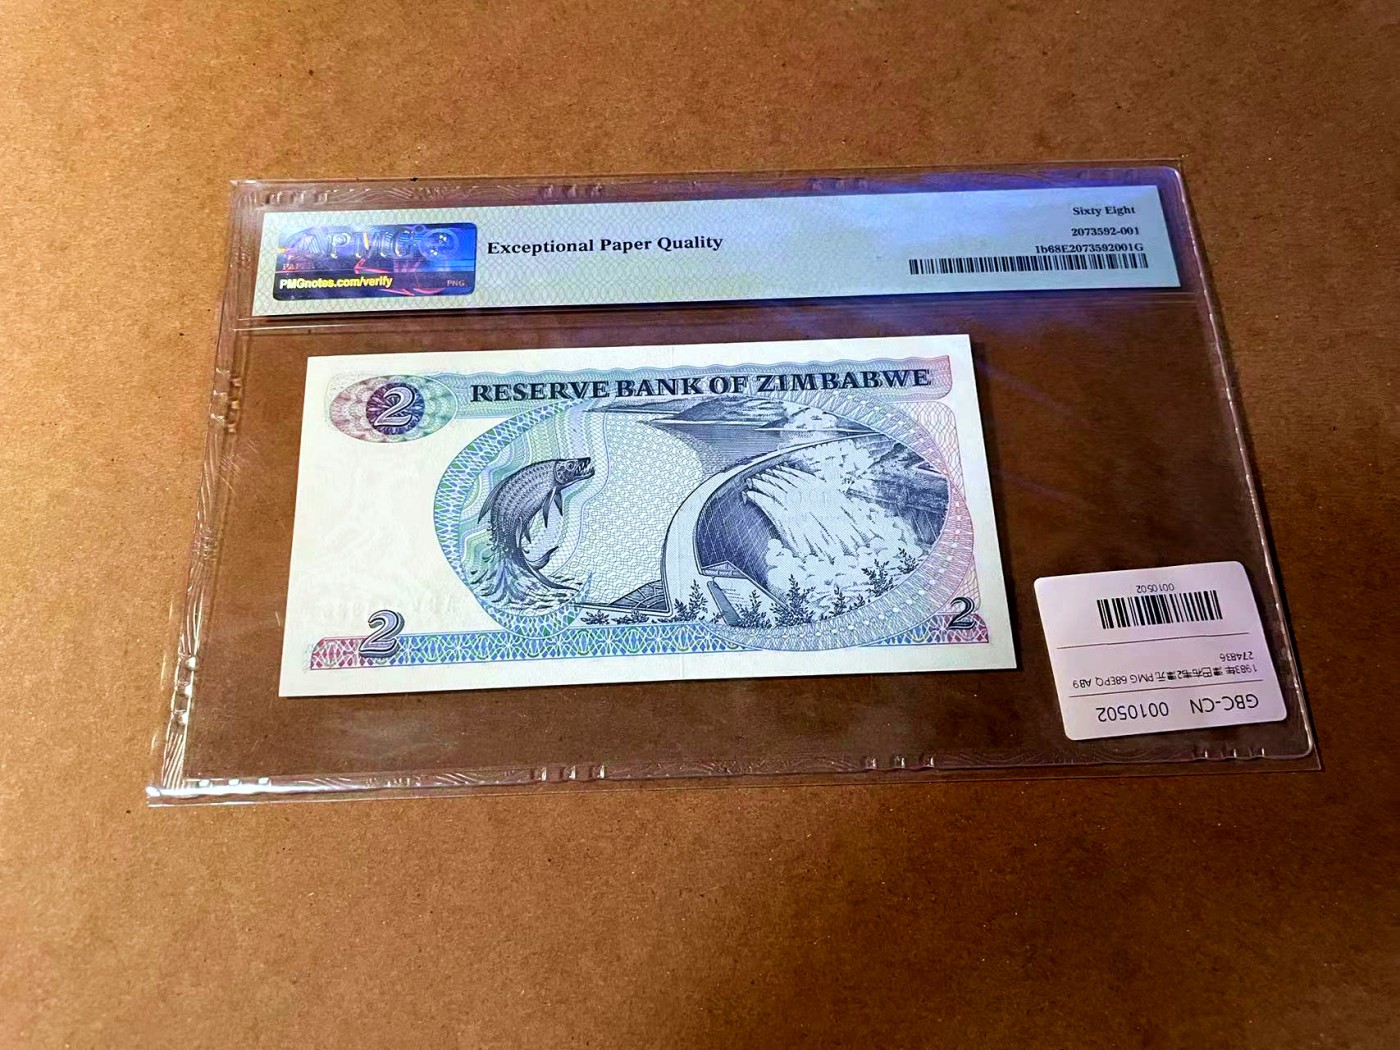 PMG
PMGnotes.com/verify
PNG
Exceptional Paper Quality
Sixty Eight
2073592-001
1b68E2073592001G
RESERVE BANK OF ZIMBABWE
2
2
2
GBC-CN 0010502
1983年 津巴布韦2津元 PMG 68EPQ AB9
274836
0010502